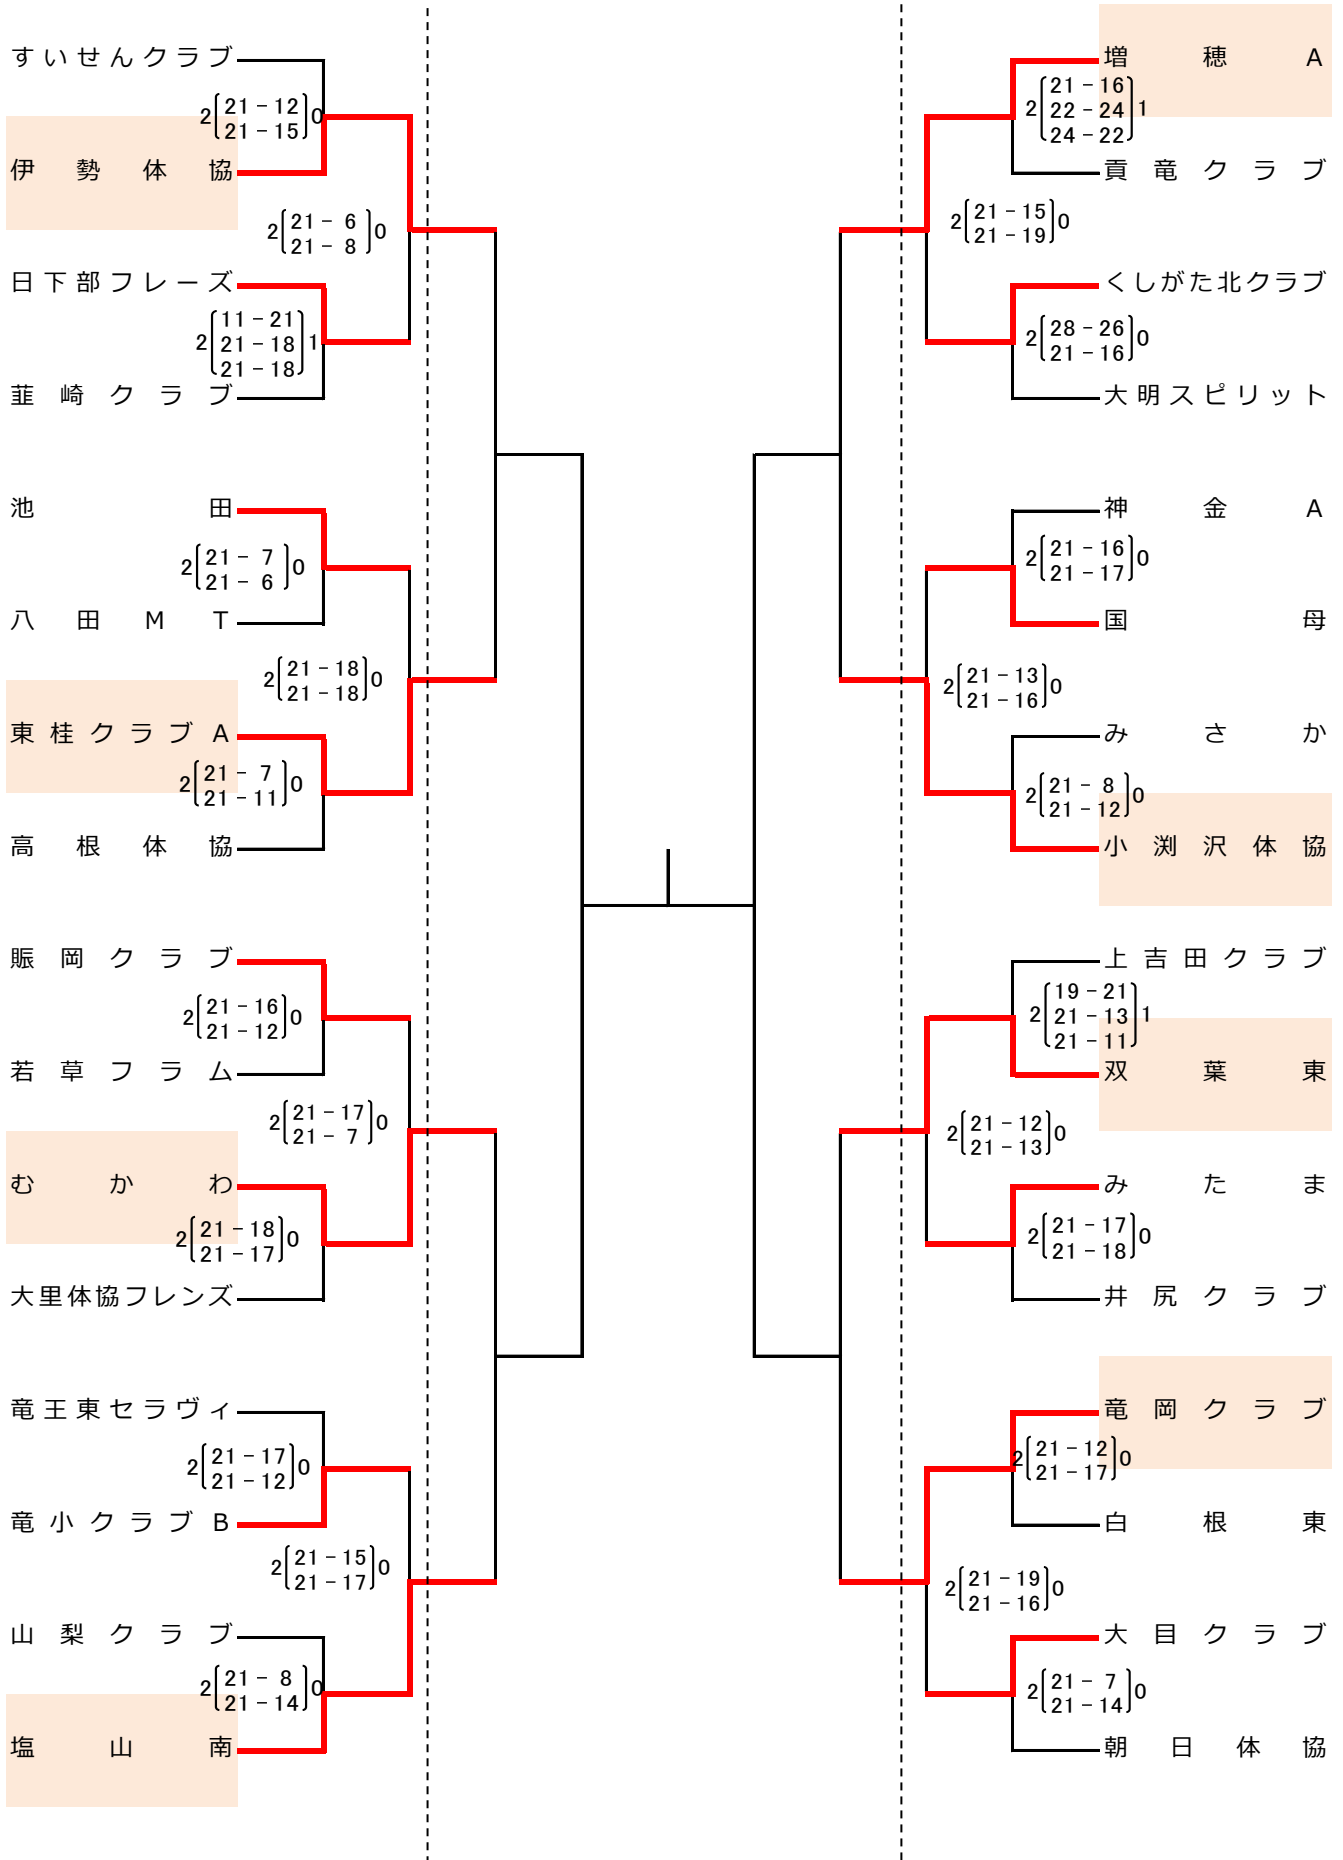 すいせんクラブ
2 21 - 12 0
21 - 15
伊勢体協
2 21 - 6 0
21 - 8
日下部フレーズ
11 - 21
2 21 - 18 1
21 - 18
韮崎クラブ
池田
2 21 - 7 0
21 - 6
八田MT
2 21 - 18 0
21 - 18
東桂クラブA
2 21 - 7 0
21 - 11
高根体協
賑岡クラブ
2 21 - 16 0
21 - 12
若草フラム
2 21 - 17 0
21 - 7
むかわ
2 21 - 18 0
21 - 17
大里体協フレンズ
竜王東セラヴィ
2 21 - 17 0
21 - 12
竜小クラブB
2 21 - 15 0
21 - 17
山梨クラブ
2 21 - 8 0
21 - 14
塩山南
増穂A
21 - 16
2 22 - 24 1
24 - 22
貢竜クラブ
2 21 - 15 0
21 - 19
くしがた北クラブ
2 28 - 26 0
21 - 16
大明スピリット
神金A
2 21 - 16 0
21 - 17
国母
2 21 - 13 0
21 - 16
みさか
2 21 - 8 0
21 - 12
小渕沢体協
上吉田クラブ
19 - 21
2 21 - 13 1
21 - 11
双葉東
2 21 - 12 0
21 - 13
みたま
2 21 - 17 0
21 - 18
井尻クラブ
竜岡クラブ
2 21 - 12 0
21 - 17
白根東
2 21 - 19 0
21 - 16
大目クラブ
2 21 - 7 0
21 - 14
朝日体協